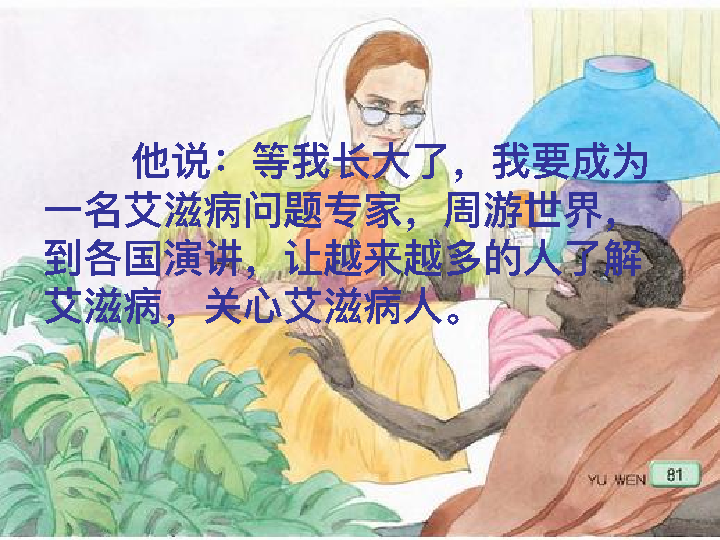 他说：等我长大了，我要成为
一名艾滋病问题专家，周游世界，
到各国演讲，让越来越多的人了解
艾滋病，关心艾滋病人。
YU WEN 81